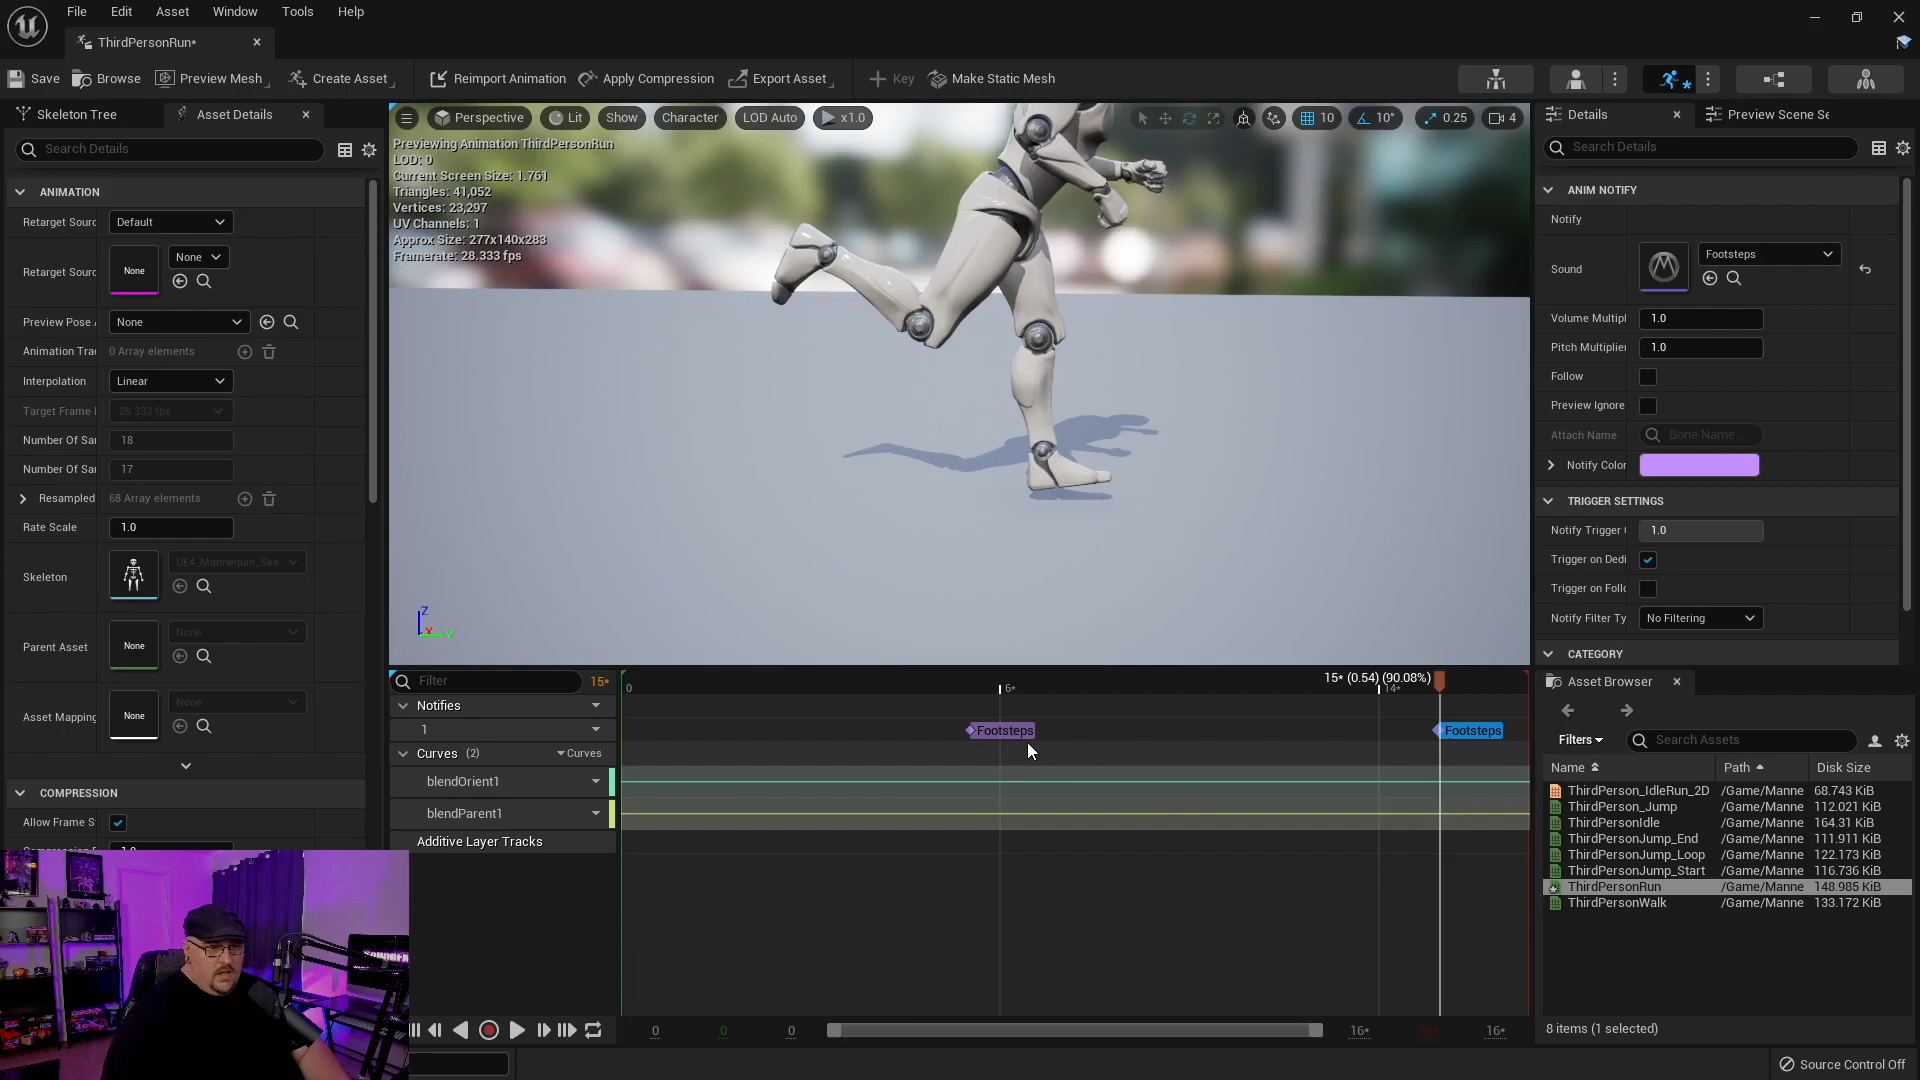 File Edit Asset Window Tools Help
ThirdPersonRun*
Save Browse Preview Mesh Create Asset Reimport Animation Apply Compression Export Asset Key Make Static Mesh
Skeleton Tree Asset Details
Search Details
ANIMATION
Retarget Sourc Default
Retarget Sourc None None
Preview Pose None
Animation Trac 0 Array elements
Interpolation Linear
Target Frame 28.333 fps
Number Of Sar 18
Number Of Sar 17
Resampled 68 Array elements
Rate Scale 1.0
Skeleton UE4_Mannequin_Ske
Parent Asset None None
Asset Mapping None None
COMPRESSION
Allow Frame S
Perspective Lit Show Character LOD Auto x1.0 10 10° 0.25 4
Previewing Animation ThirdPersonRun
LOD: 0
Current Screen Size: 1.761
Triangles: 41,052
Vertices: 23,297
UV Channels: 1
Approx Size: 277x140x283
Framerate: 28.333 fps
Z
X Y
Filter 15*
0 6* 14*
15* (0.54) (90.08%)
Notifies
1 Footsteps Footsteps
Curves (2) Curves
blendOrient1
blendParent1
Additive Layer Tracks
0 0 0 16* 15* 16*
Details Preview Scene Se
Search Details
ANIM NOTIFY
Notify
Sound Footsteps
Volume Multipl 1.0
Pitch Multiplier 1.0
Follow
Preview Ignore
Attach Name Bone Name...
Notify Color
TRIGGER SETTINGS
Notify Trigger 1.0
Trigger on Dedi
Trigger on Follo
Notify Filter Ty No Filtering
CATEGORY
Asset Browser
Filters Search Assets
Name Path Disk Size
ThirdPerson_IdleRun_2D /Game/Manne 68.743 KiB
ThirdPerson_Jump /Game/Manne 112.021 KiB
ThirdPersonIdle /Game/Manne 164.31 KiB
ThirdPersonJump_End /Game/Manne 111.911 KiB
ThirdPersonJump_Loop /Game/Manne 122.173 KiB
ThirdPersonJump_Start /Game/Manne 116.736 KiB
ThirdPersonRun /Game/Manne 148.985 KiB
ThirdPersonWalk /Game/Manne 133.172 KiB
8 items (1 selected)
Source Control Off